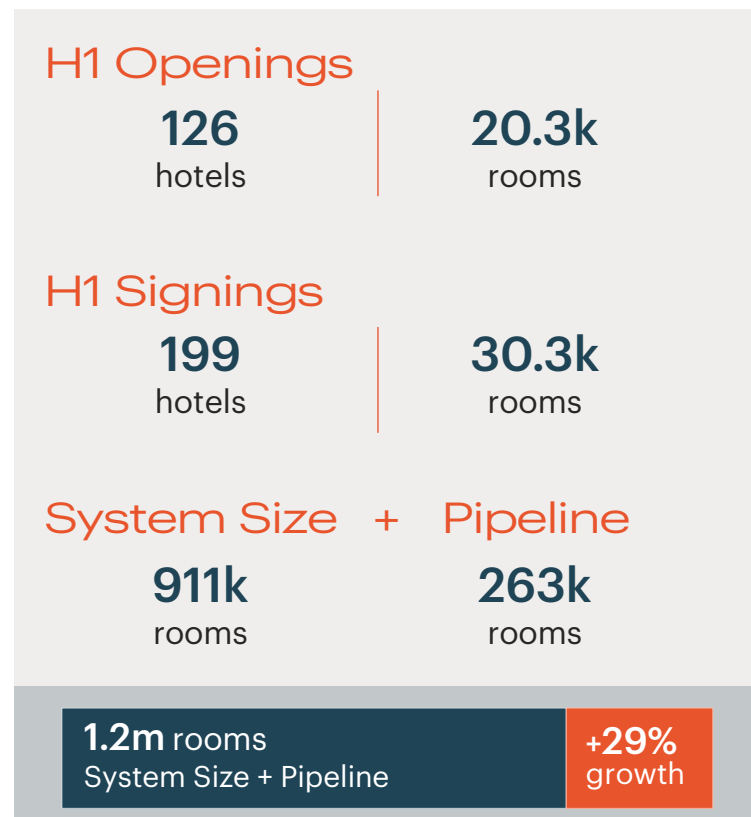 H1 Openings
126 20.3k
hotels rooms
H1 Signings
199 30.3k
hotels rooms
System Size + Pipeline
911k 263k
rooms rooms
1.2m rooms +29%
System Size + Pipeline growth